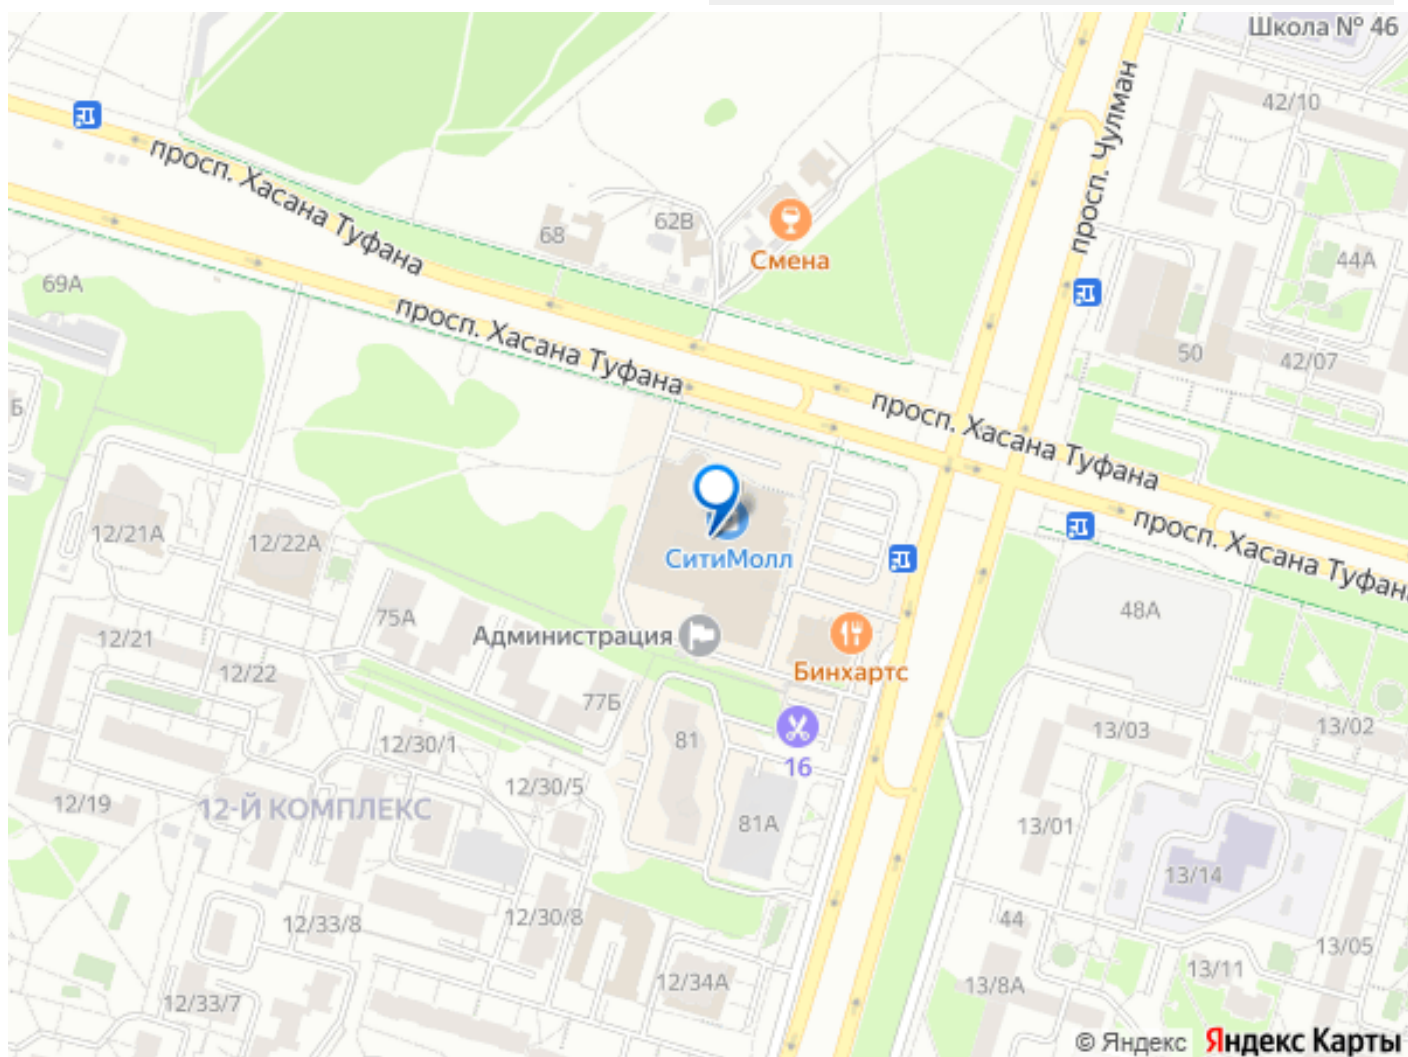 Школа № 46
42/10
просп. Чулман
просп. Хасана Туфана
68
62В
Смена
44А
69А
просп. Хасана Туфана
50
42/07
Б
просп. Хасана Туфана
12/21А
12/22А
СитиМолл
просп. Хасана Туфана
75А
48А
12/21
Администрация
Бинхартс
12/22
77Б
12/30/1
81
16
13/03
13/02
12/19
12-Й КОМПЛЕКС
12/30/5
81А
13/01
13/14
12/33/8
12/30/8
44
13/05
12/33/7
12/34А
13/8А
13/11
© Яндекс Яндекс Карты